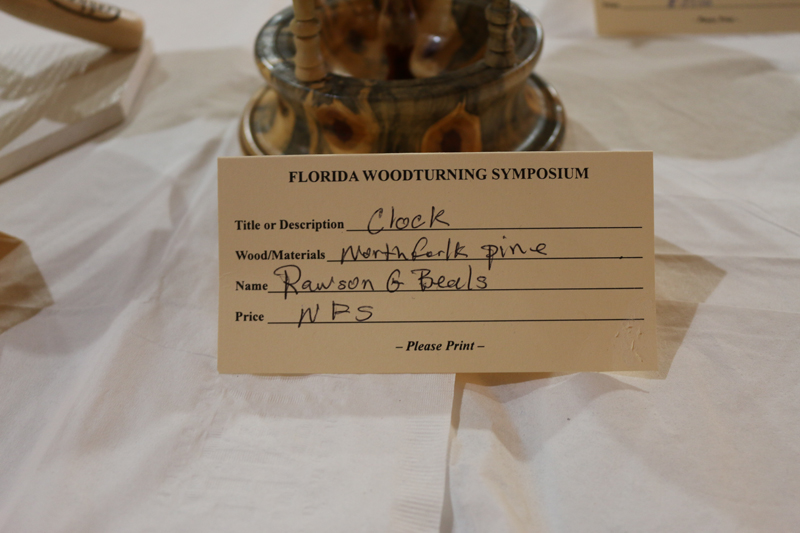 FLORIDA WOODTURNING SYMPOSIUM
Title or Description Clock
Wood/Materials Northfork pine
Name Rawson G Beals
Price NFS
– Please Print –